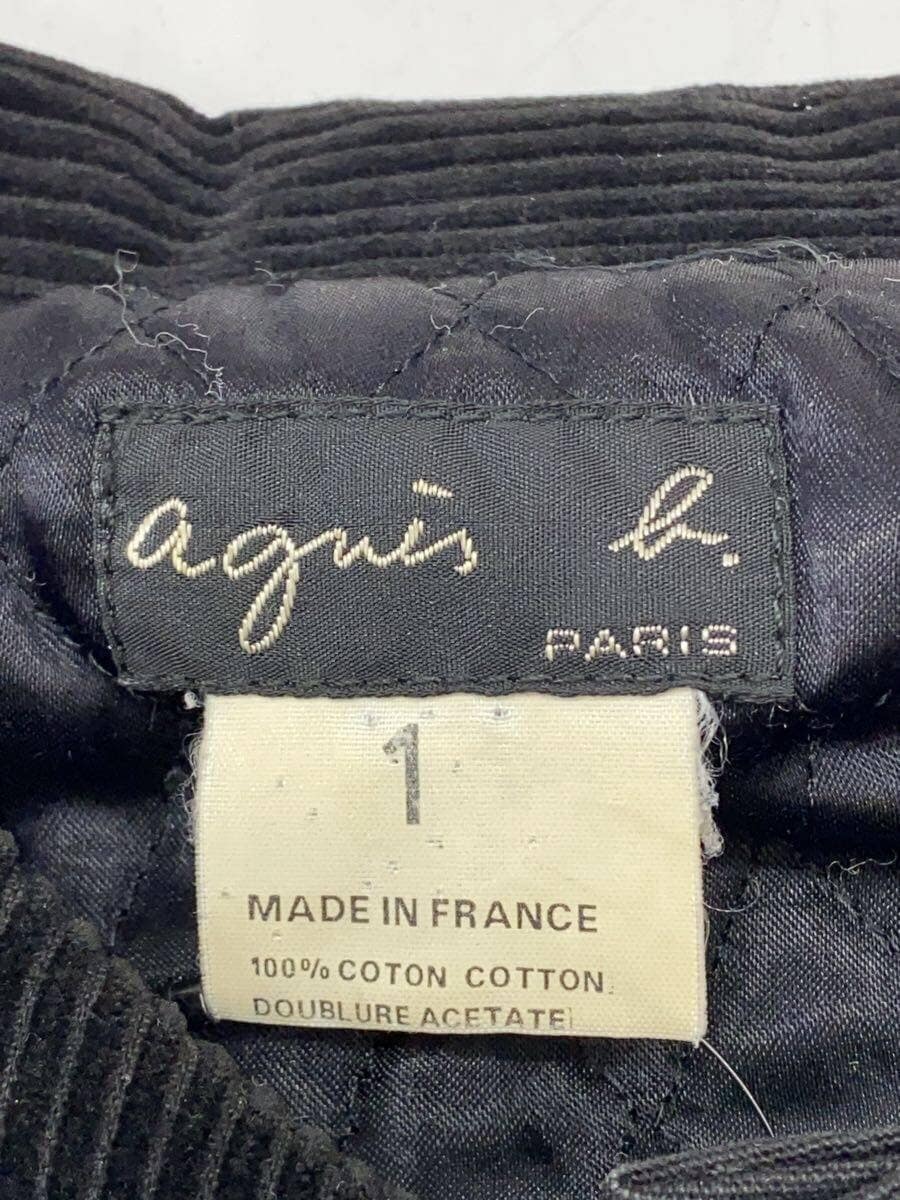 agnès b.
PARIS
1
MADE IN FRANCE
100% COTON COTTON
DOUBLURE ACETATE